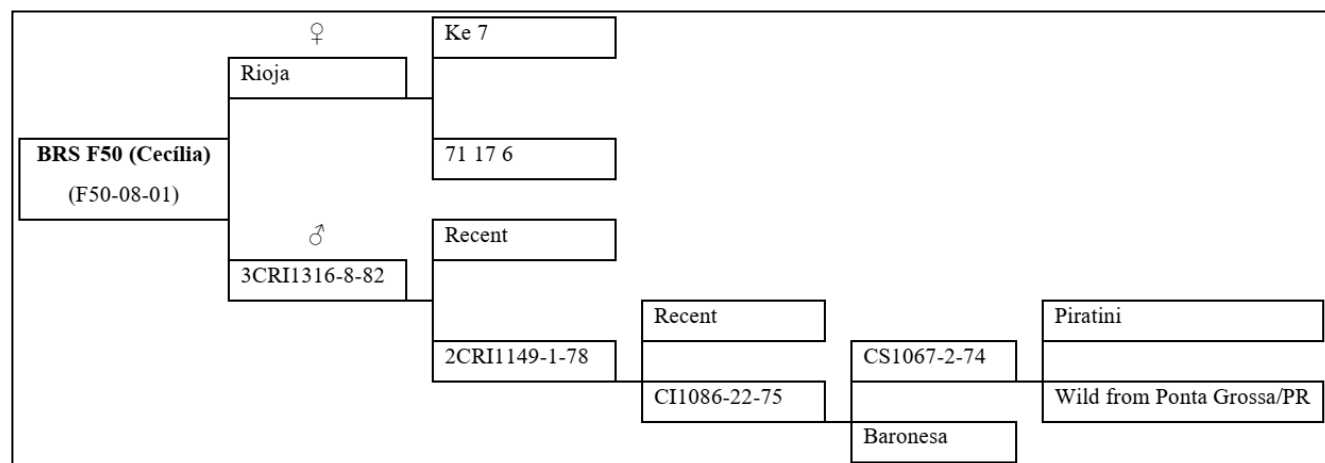 ♀
Ke 7
Rioja
BRS F50 (Cecília)
(F50-08-01)
71 17 6
♂
Recent
3CRI1316-8-82
Recent
Piratini
2CRI1149-1-78
CS1067-2-74
CI1086-22-75
Wild from Ponta Grossa/PR
Baronesa